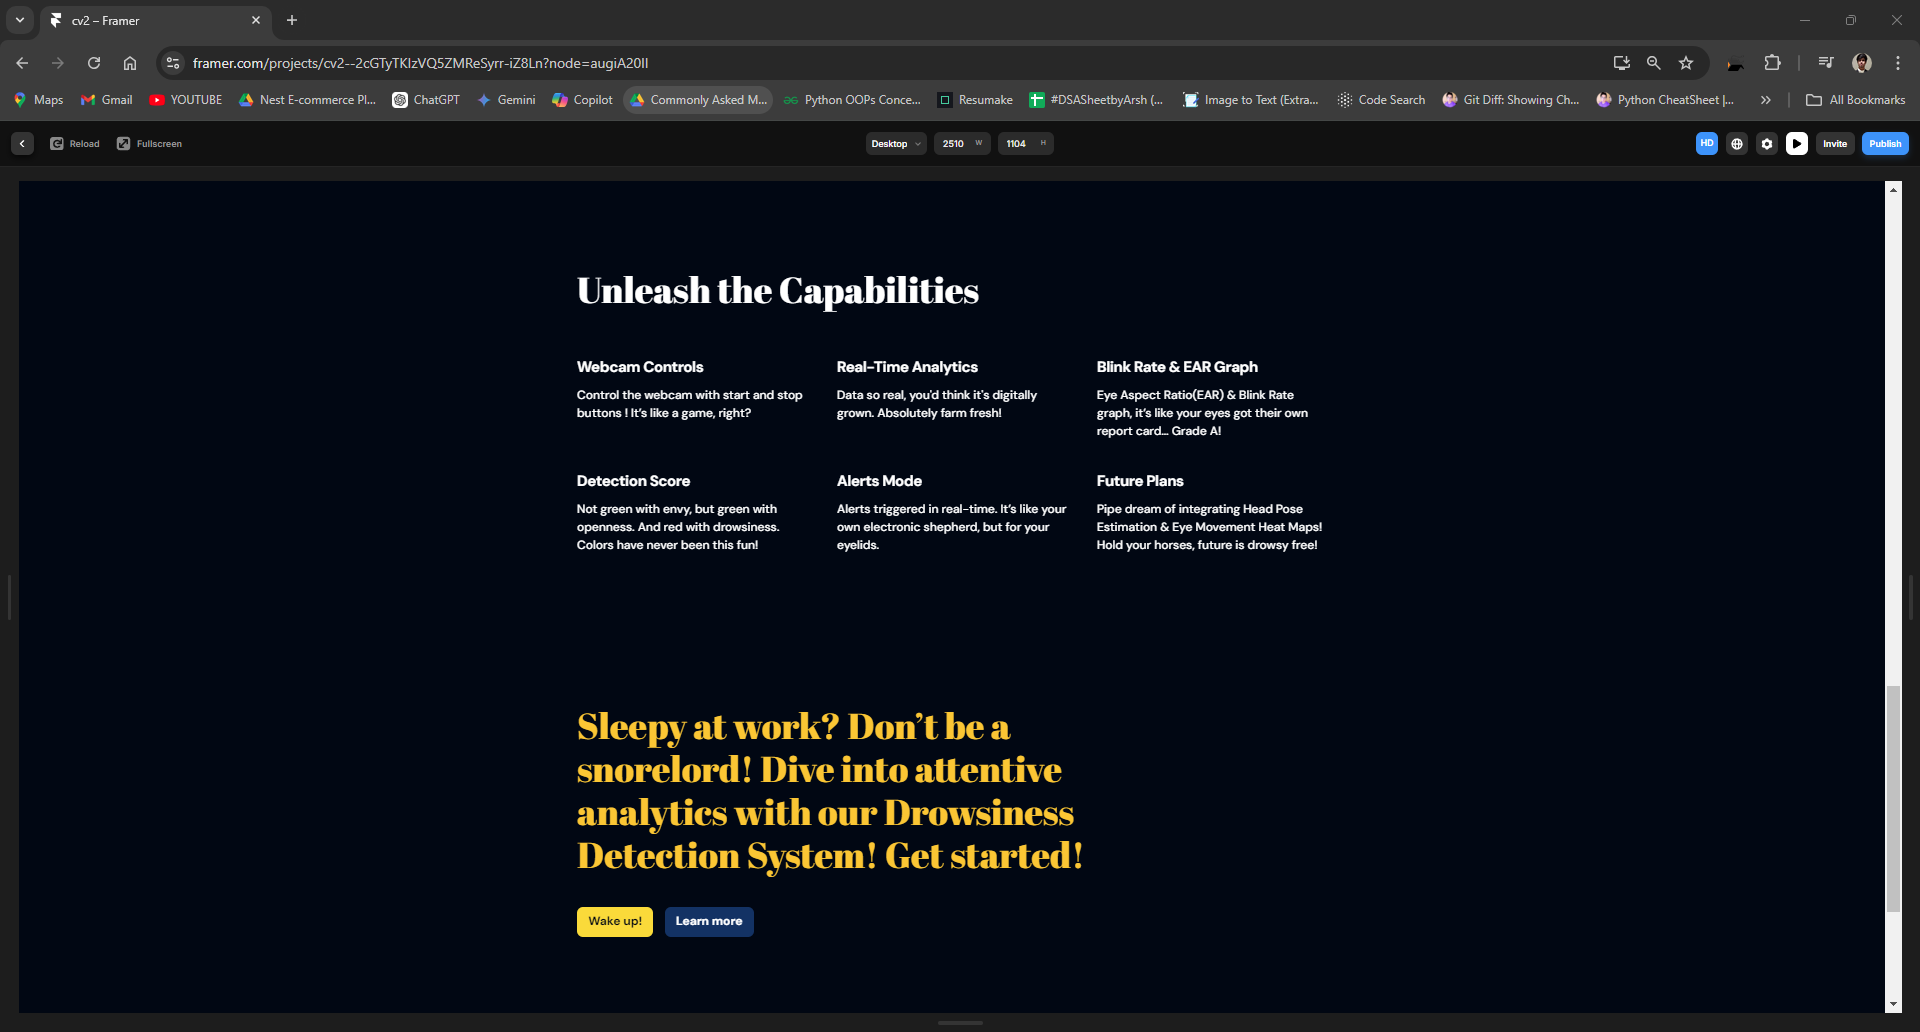 cv2 – Framer
framer.com/projects/cv2--2cGTyTKIzVQ5ZMReSyrr-iZ8Ln?node=augiA20II
Maps Gmail YOUTUBE Nest E-commerce Pl... ChatGPT Gemini Copilot Commonly Asked M... Python OOPs Conce... Resumake #DSASheetbyArsh (... Image to Text (Extra... Code Search Git Diff: Showing Ch... Python CheatSheet |... All Bookmarks
Reload Fullscreen Desktop 2510 W 1104 H HD Invite Publish
Unleash the Capabilities
Webcam Controls
Control the webcam with start and stop
buttons ! It's like a game, right?
Real-Time Analytics
Data so real, you'd think it's digitally
grown. Absolutely farm fresh!
Blink Rate & EAR Graph
Eye Aspect Ratio(EAR) & Blink Rate
graph, it's like your eyes got their own
report card... Grade A!
Detection Score
Not green with envy, but green with
openness. And red with drowsiness.
Colors have never been this fun!
Alerts Mode
Alerts triggered in real-time. It's like your
own electronic shepherd, but for your
eyelids.
Future Plans
Pipe dream of integrating Head Pose
Estimation & Eye Movement Heat Maps!
Hold your horses, future is drowsy free!
Sleepy at work? Don't be a
snorelord! Dive into attentive
analytics with our Drowsiness
Detection System! Get started!
Wake up! Learn more